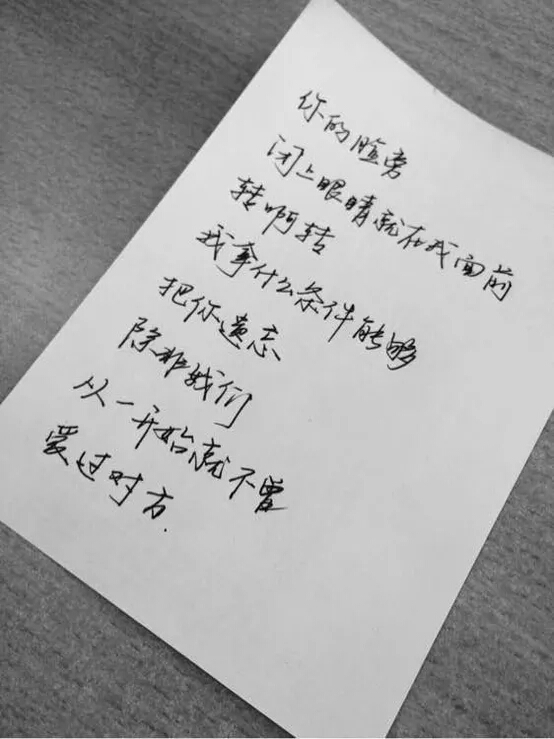 你的脸旁
闭上眼睛就在我面前
转啊转
我拿什么条件能够
把你遗忘
除非我们
从一开始就不曾
爱过对方.